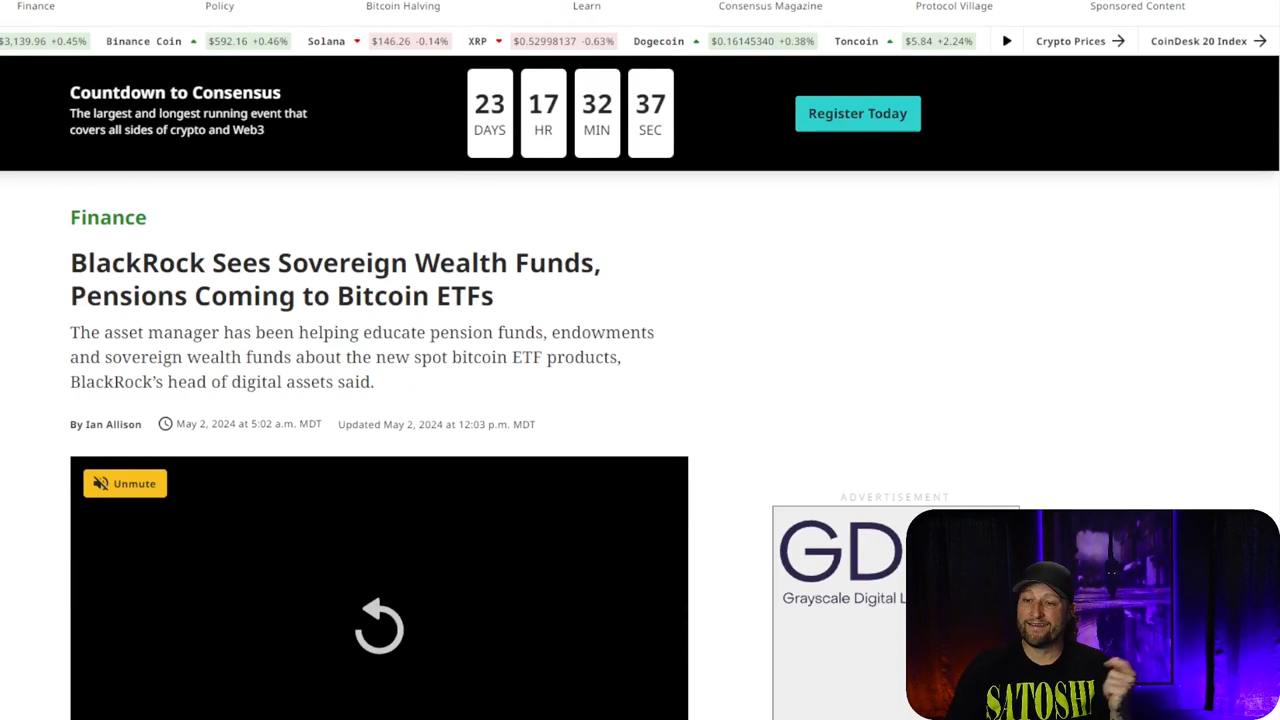 Finance Policy Bitcoin Halving Learn Consensus Magazine Protocol Village Sponsored Content
$3,139.96 +0.45% Binance Coin $592.16 +0.46% Solana $146.26 -0.14% XRP $0.52998137 -0.63% Dogecoin $0.16145340 +0.38% Toncoin $5.84 +2.24% Crypto Prices CoinDesk 20 Index
Countdown to Consensus
The largest and longest running event that
covers all sides of crypto and Web3
23 17 32 37
DAYS HR MIN SEC
Register Today
Finance
BlackRock Sees Sovereign Wealth Funds,
Pensions Coming to Bitcoin ETFs
The asset manager has been helping educate pension funds, endowments
and sovereign wealth funds about the new spot bitcoin ETF products,
BlackRock’s head of digital assets said.
By Ian Allison May 2, 2024 at 5:02 a.m. MDT Updated May 2, 2024 at 12:03 p.m. MDT
Unmute
ADVERTISEMENT
GD
Grayscale Digital L
SATOSHI